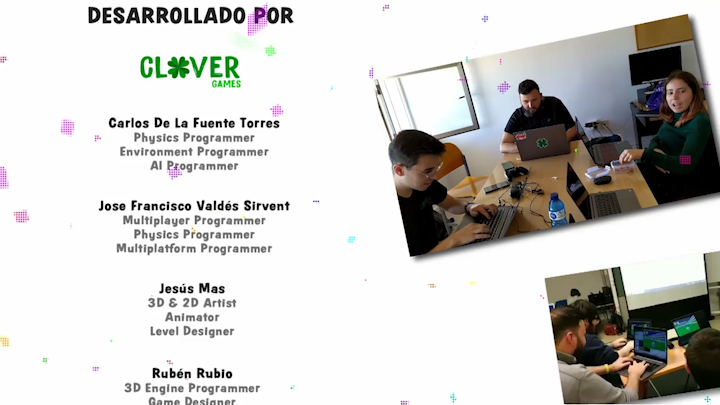 DESARROLLADO POR
CLOVER
GAMES
Carlos De La Fuente Torres
Physics Programmer
Environment Programmer
AI Programmer
Jose Francisco Valdés Sirvent
Multiplayer Programmer
Physics Programmer
Multiplatform Programmer
Jesús Mas
3D & 2D Artist
Animator
Level Designer
Rubén Rubio
3D Engine Programmer
Game Designer